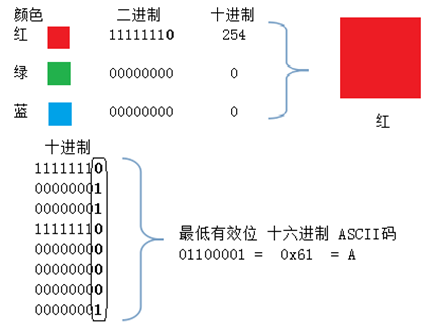 颜色 二进制 十进制
红 11111110 254
绿 00000000 0
蓝 00000000 0
红
十进制
11111110
00000001
00000001
11111110
00000000
00000000
00000000
00000001
最低有效位 十六进制 ASCII码
01100001 = 0x61 = A